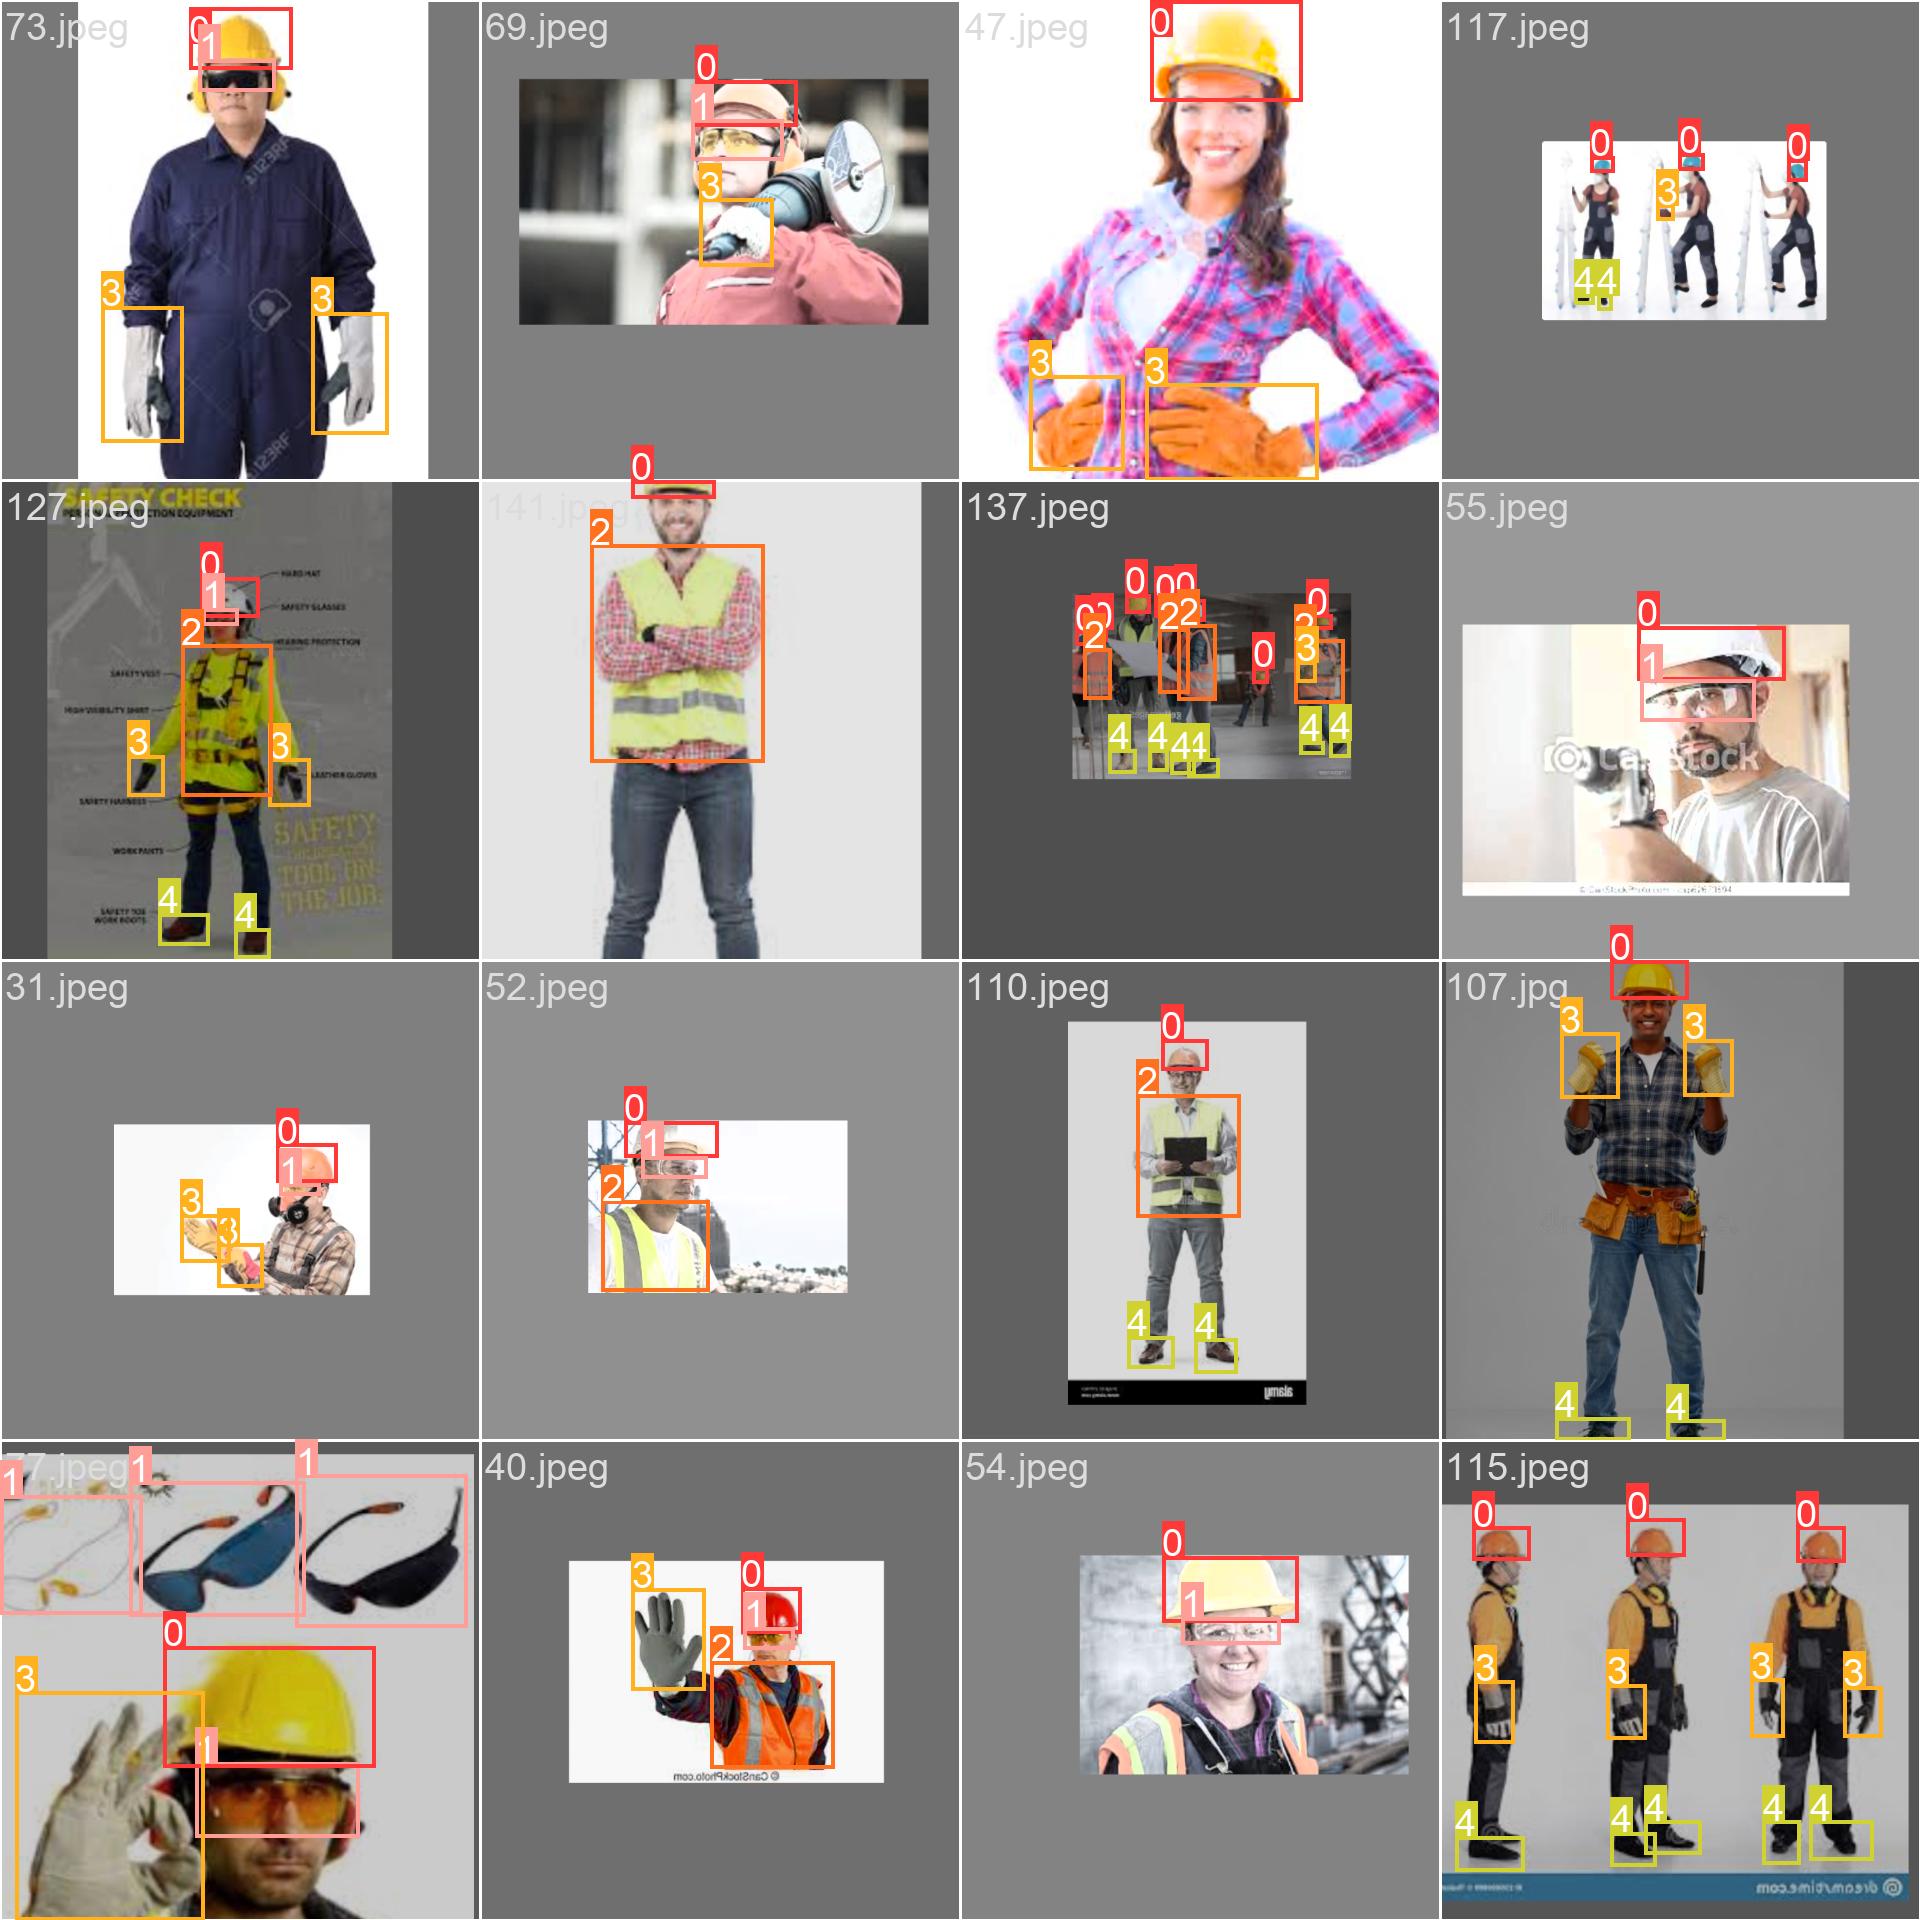 73.jpeg
69.jpeg
47.jpeg
117.jpeg
0
1
3
3
0
1
3
0
3
3
0
0
0
3
4
4
127.jpeg
141.jpeg
137.jpeg
55.jpeg
SAFETY CHECK
HARD HAT
SAFETY GLASSES
HEARING PROTECTION
SAFETY VEST
HIGH VISIBILITY SHIRT
LEATHER GLOVES
SAFETY HARNESS
WORK PANTS
SAFETY TOE
WORK BOOTS
SAFETY
TOOL ON
THE JOB.
0
1
2
3
3
4
4
0
2
0
0
0
0
0
0
0
2
2
2
2
3
4
4
4
4
4
4
0
1
CanStock
31.jpeg
52.jpeg
110.jpeg
107.jpg
0
1
3
3
0
1
2
0
2
4
4
alamy
0
3
3
4
4
77.jpeg
40.jpeg
54.jpeg
115.jpeg
1
1
1
0
3
1
3
0
1
2
© CanStockPhoto.com
0
1
0
0
0
3
3
3
3
4
4
4
4
4
dreamstime.com